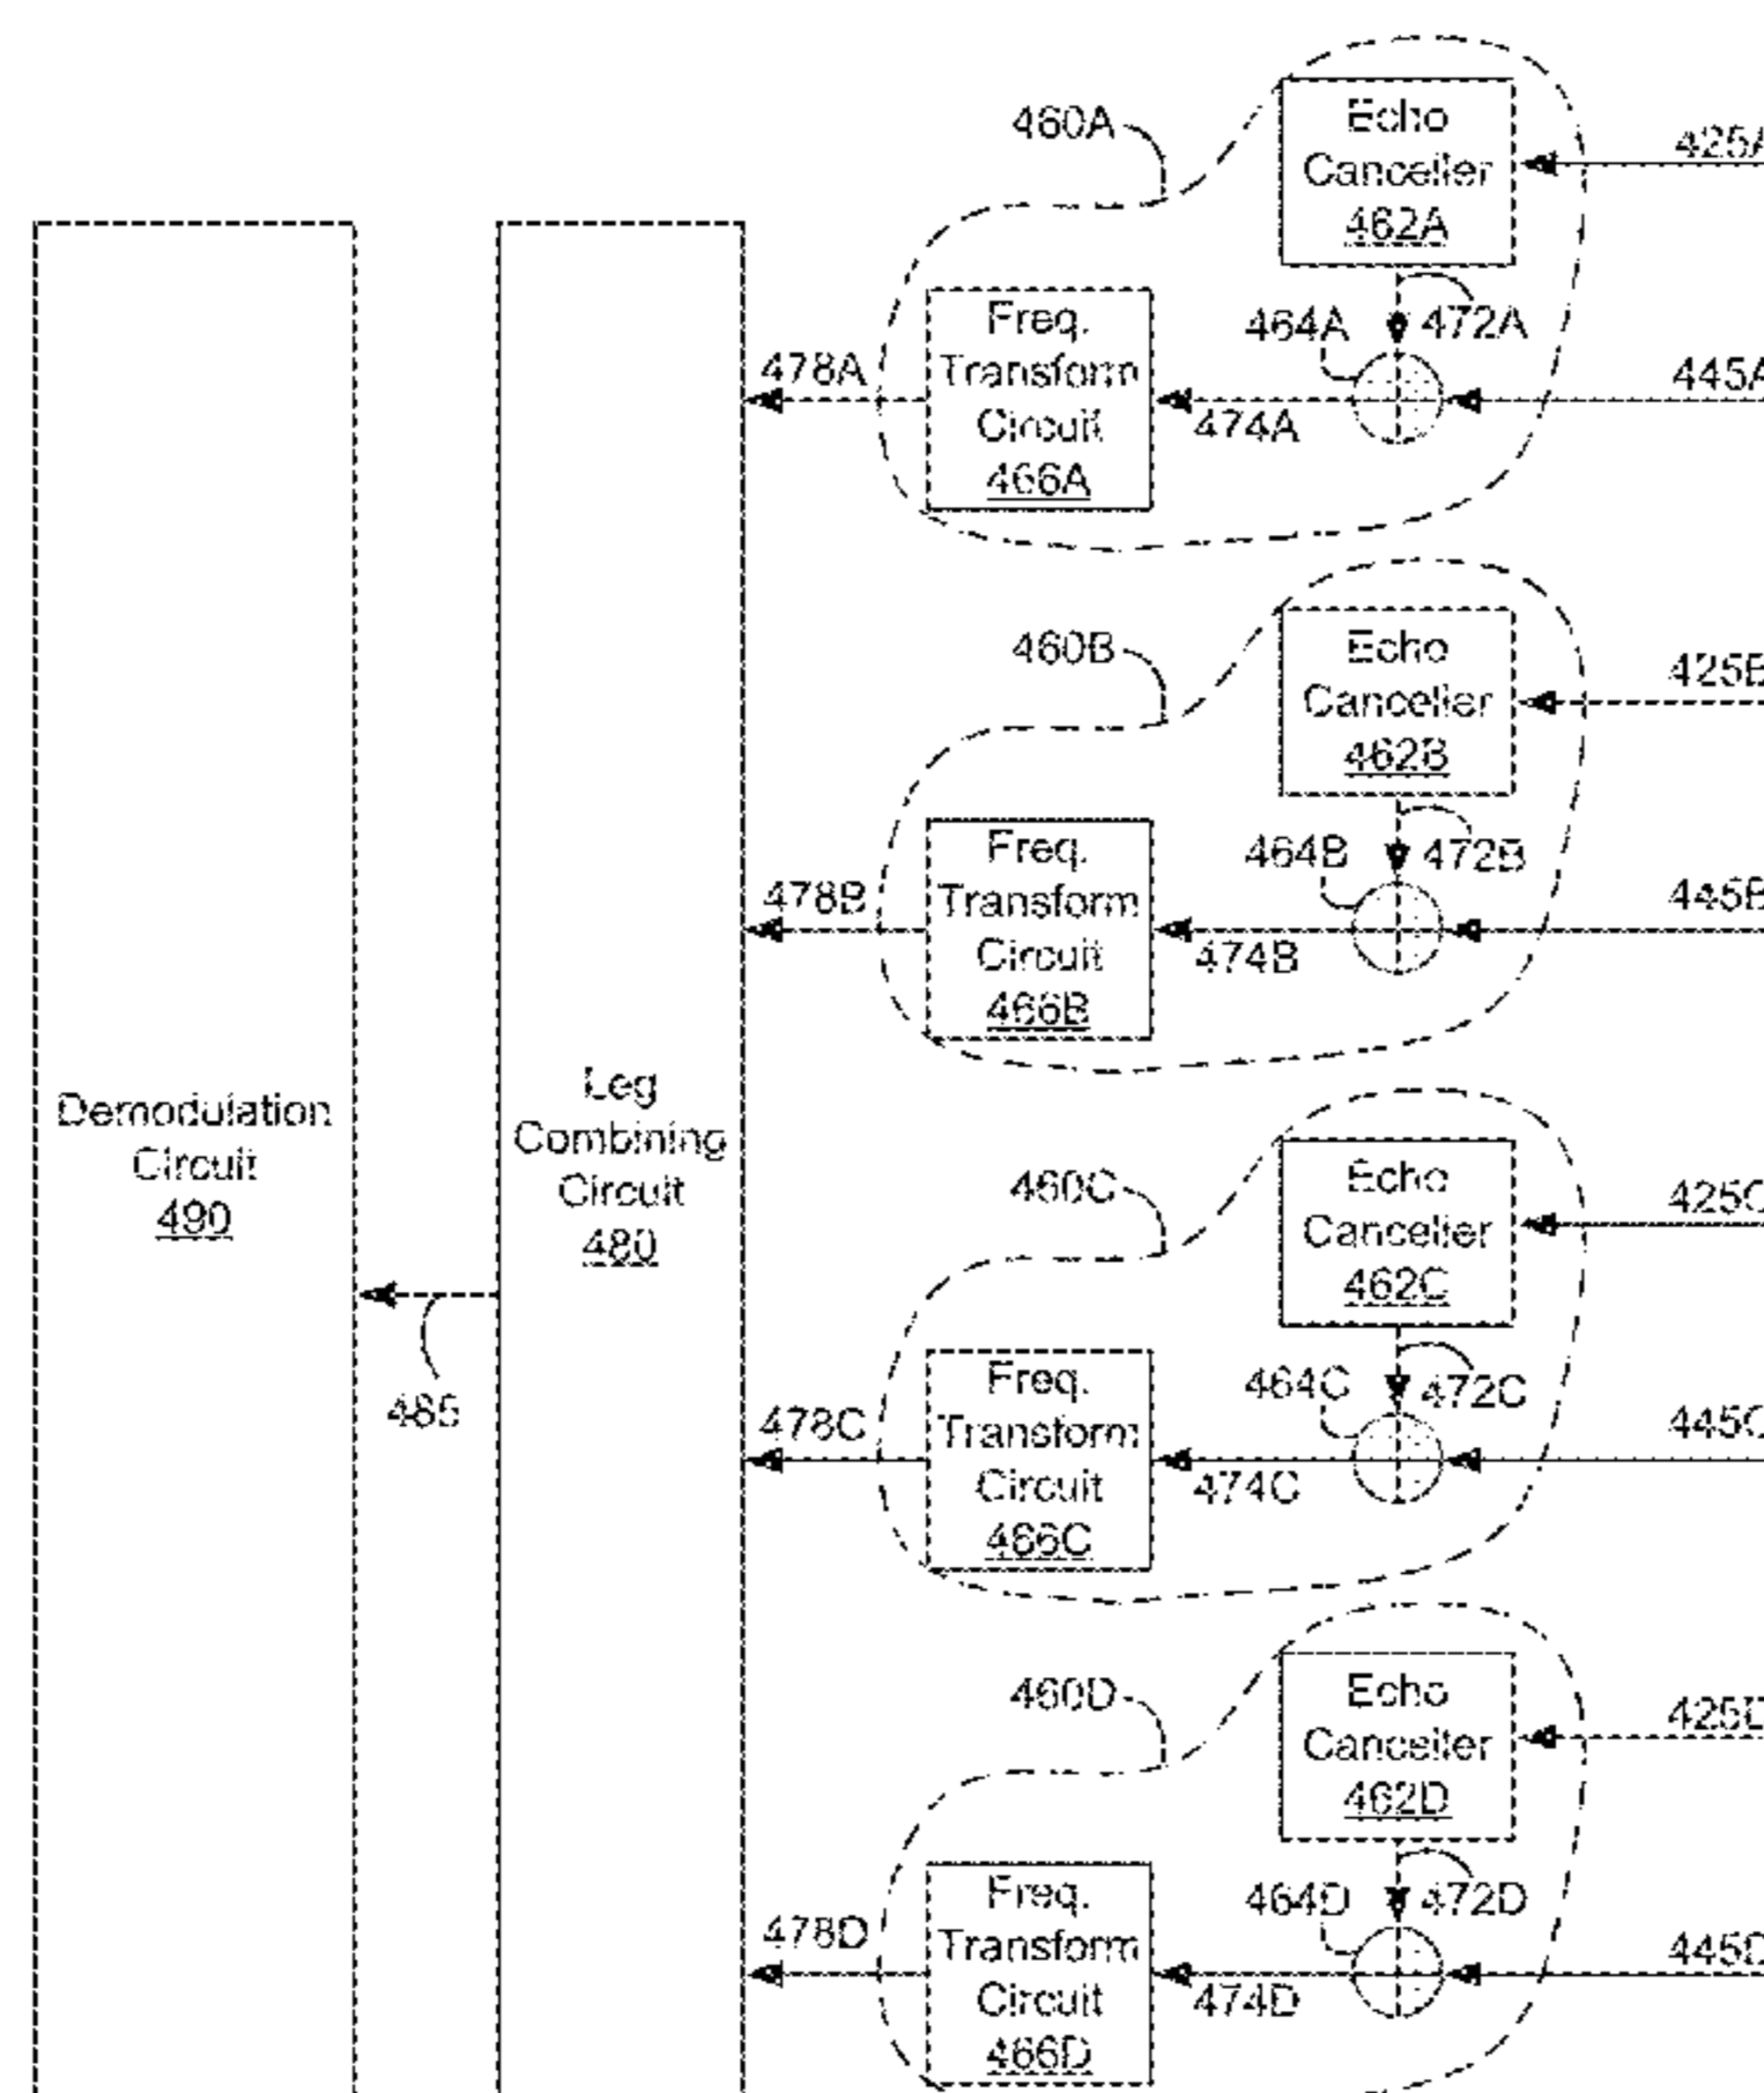 460A
Echo
Canceller
462A
425A
472A
464A
445A
Freq.
Transform
Circuit
466A
474A
478A
460B
Echo
Canceller
462B
425B
472B
464B
445B
Freq.
Transform
Circuit
466B
474B
478B
Demodulation
Circuit
490
Leg
Combining
Circuit
480
485
460C
Echo
Canceller
462C
425C
472C
464C
445C
Freq.
Transform
Circuit
466C
474C
478C
460D
Echo
Canceller
462D
425D
472D
464D
445D
Freq.
Transform
Circuit
466D
474D
478D